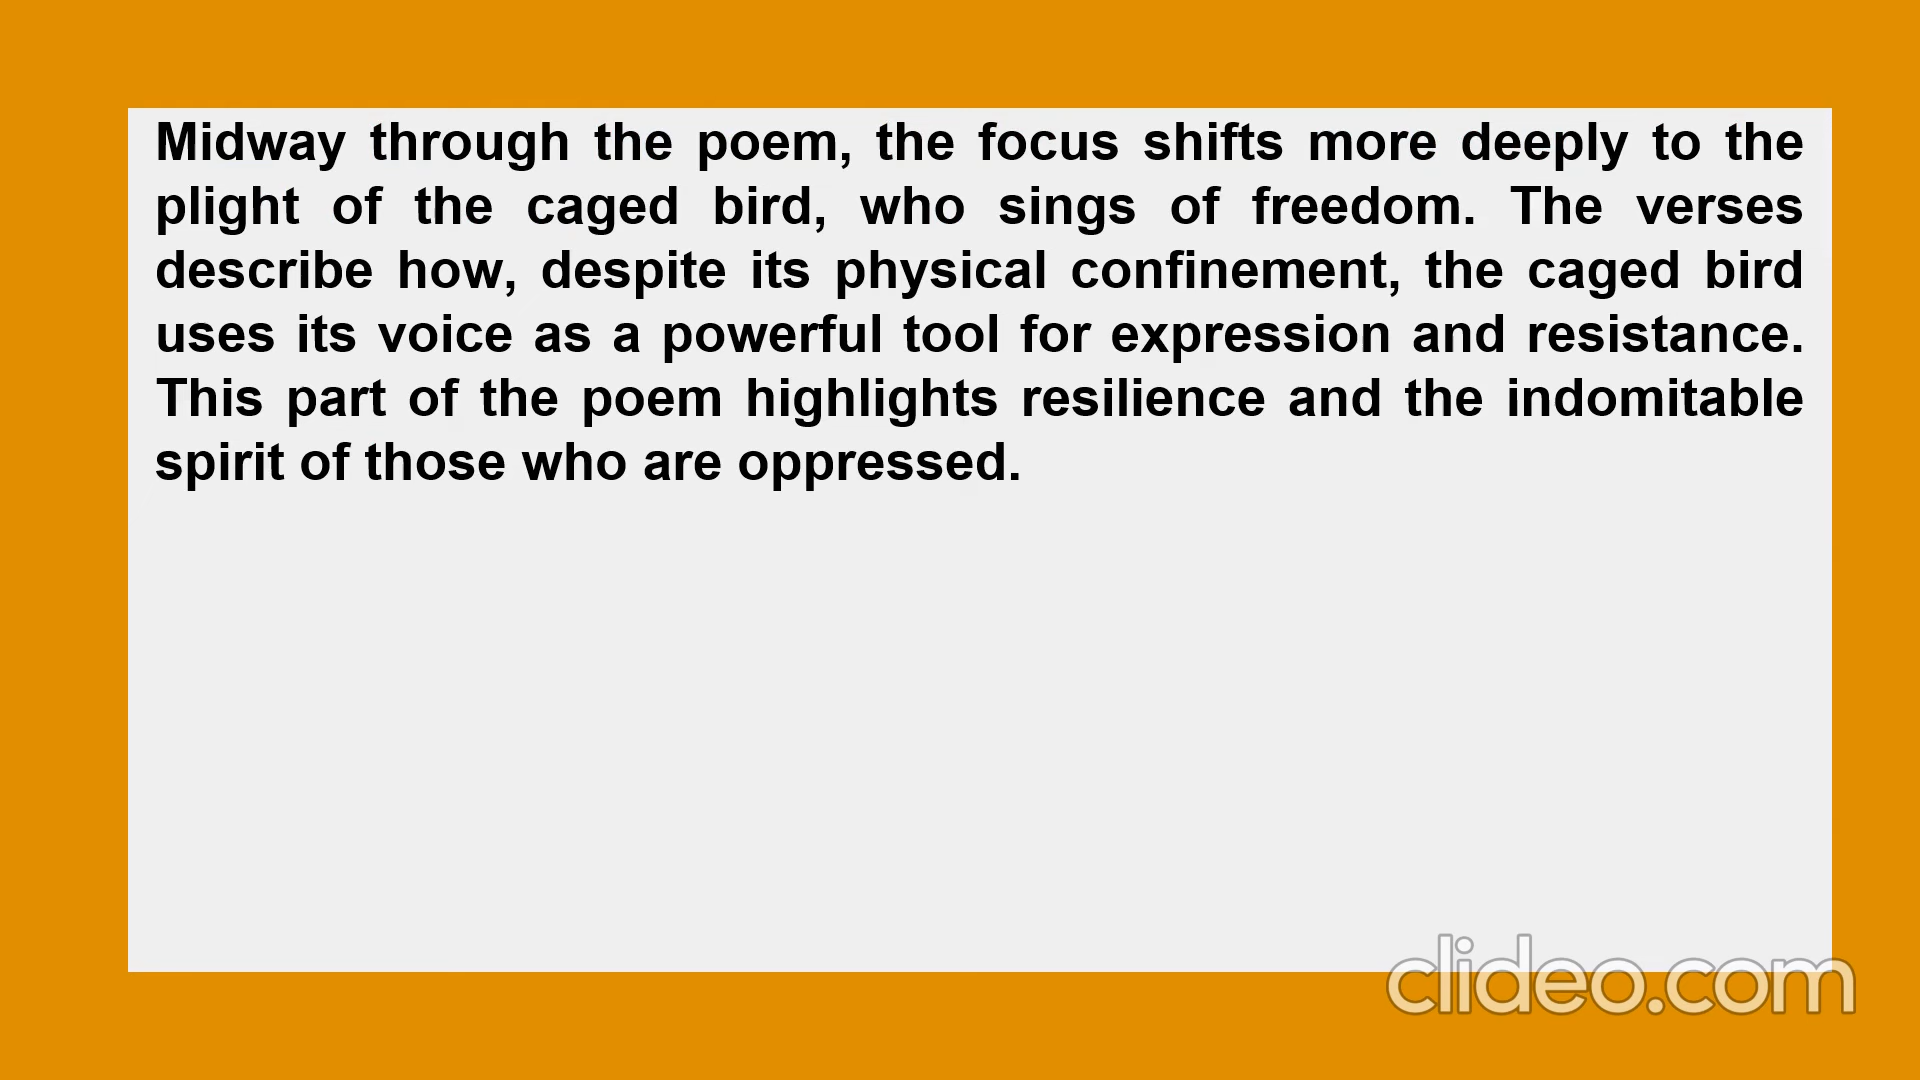 Midway through the poem, the focus shifts more deeply to the
plight of the caged bird, who sings of freedom. The verses
describe how, despite its physical confinement, the caged bird
uses its voice as a powerful tool for expression and resistance.
This part of the poem highlights resilience and the indomitable
spirit of those who are oppressed.
clideo.com